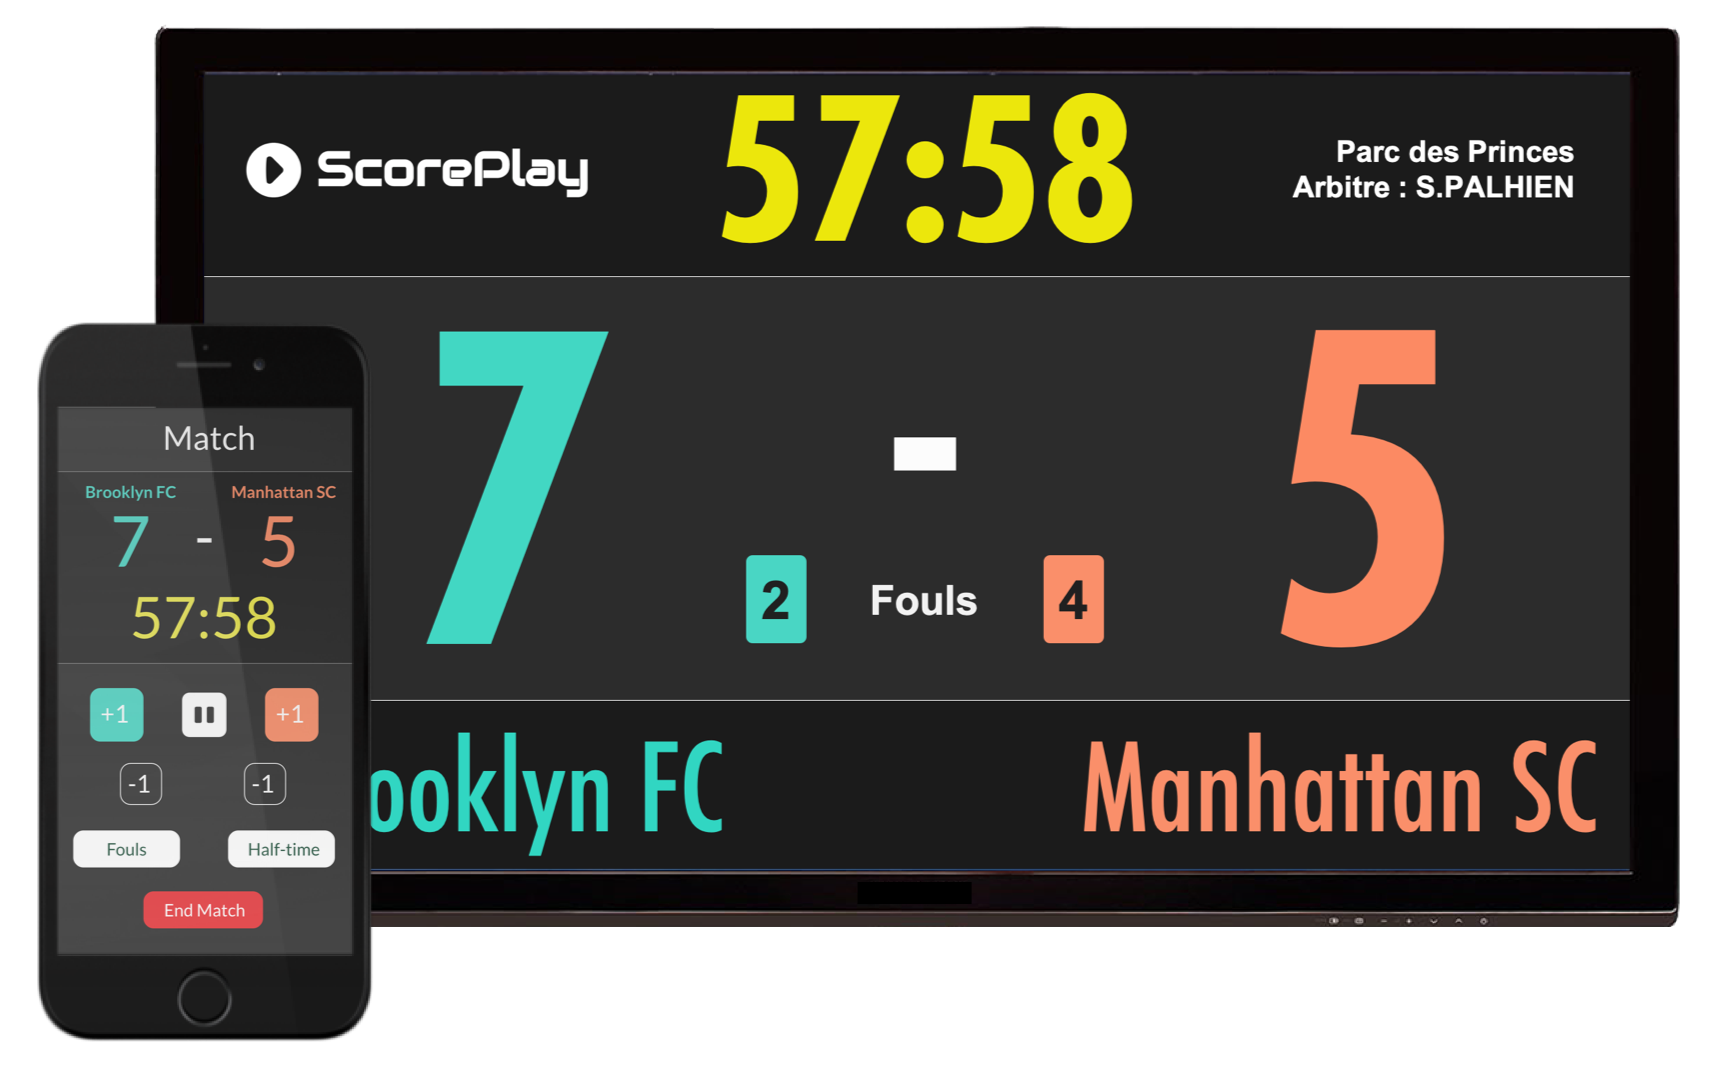 ScorePlay
57:58
Parc des Princes
Arbitre : S.PALHIEN
7 - 5
2 Fouls 4
ooklyn FC
Manhattan SC
Match
Brooklyn FC Manhattan SC
7 - 5
57:58
+1 +1
-1 -1
Fouls Half-time
End Match